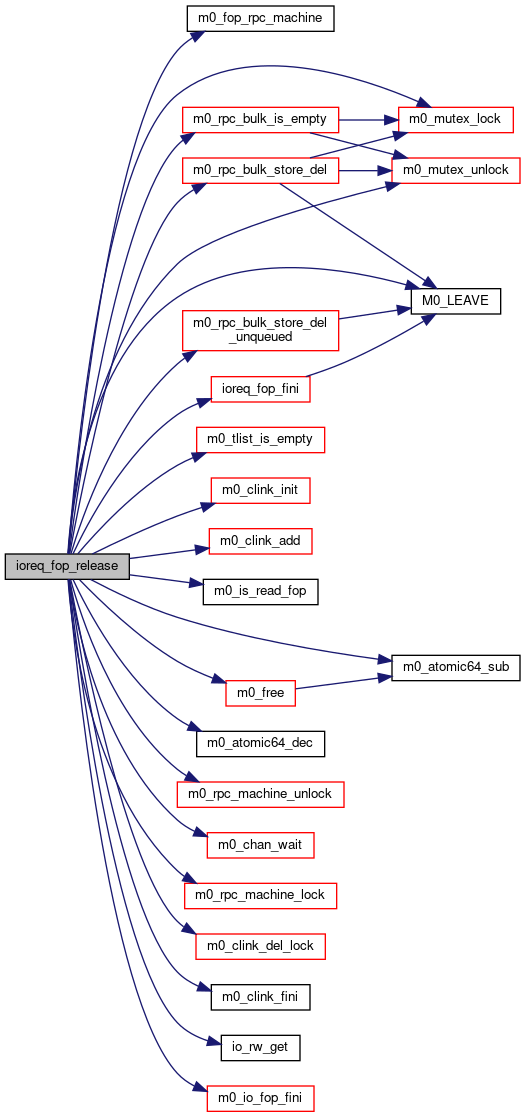 m0_fop_rpc_machine
m0_rpc_bulk_is_empty
m0_mutex_lock
m0_rpc_bulk_store_del
m0_mutex_unlock
M0_LEAVE
m0_rpc_bulk_store_del
_unqueued
ioreq_fop_fini
m0_tlist_is_empty
m0_clink_init
m0_clink_add
ioreq_fop_release
m0_is_read_fop
m0_atomic64_sub
m0_free
m0_atomic64_dec
m0_rpc_machine_unlock
m0_chan_wait
m0_rpc_machine_lock
m0_clink_del_lock
m0_clink_fini
io_rw_get
m0_io_fop_fini